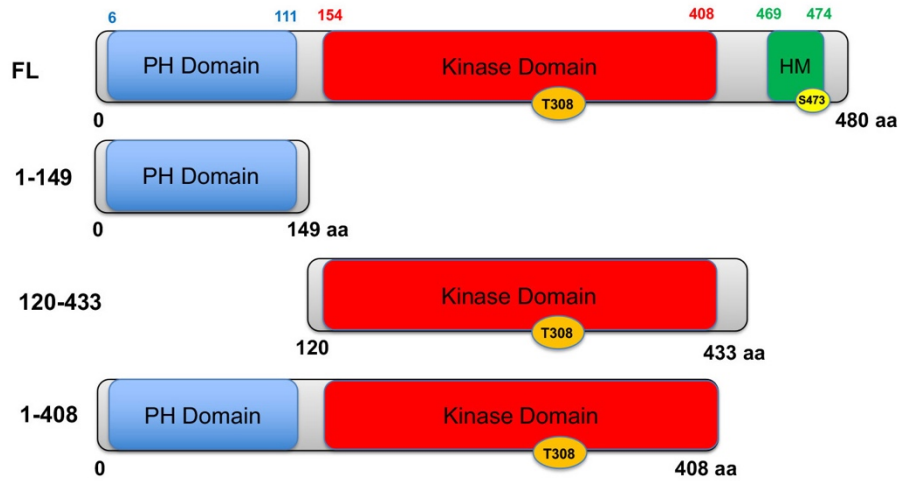 6 111 154 408 469 474
FL PH Domain Kinase Domain HM
T308 S473
0 480 aa
1-149 PH Domain
0 149 aa
120-433 Kinase Domain
T308
120 433 aa
1-408 PH Domain Kinase Domain
T308
0 408 aa